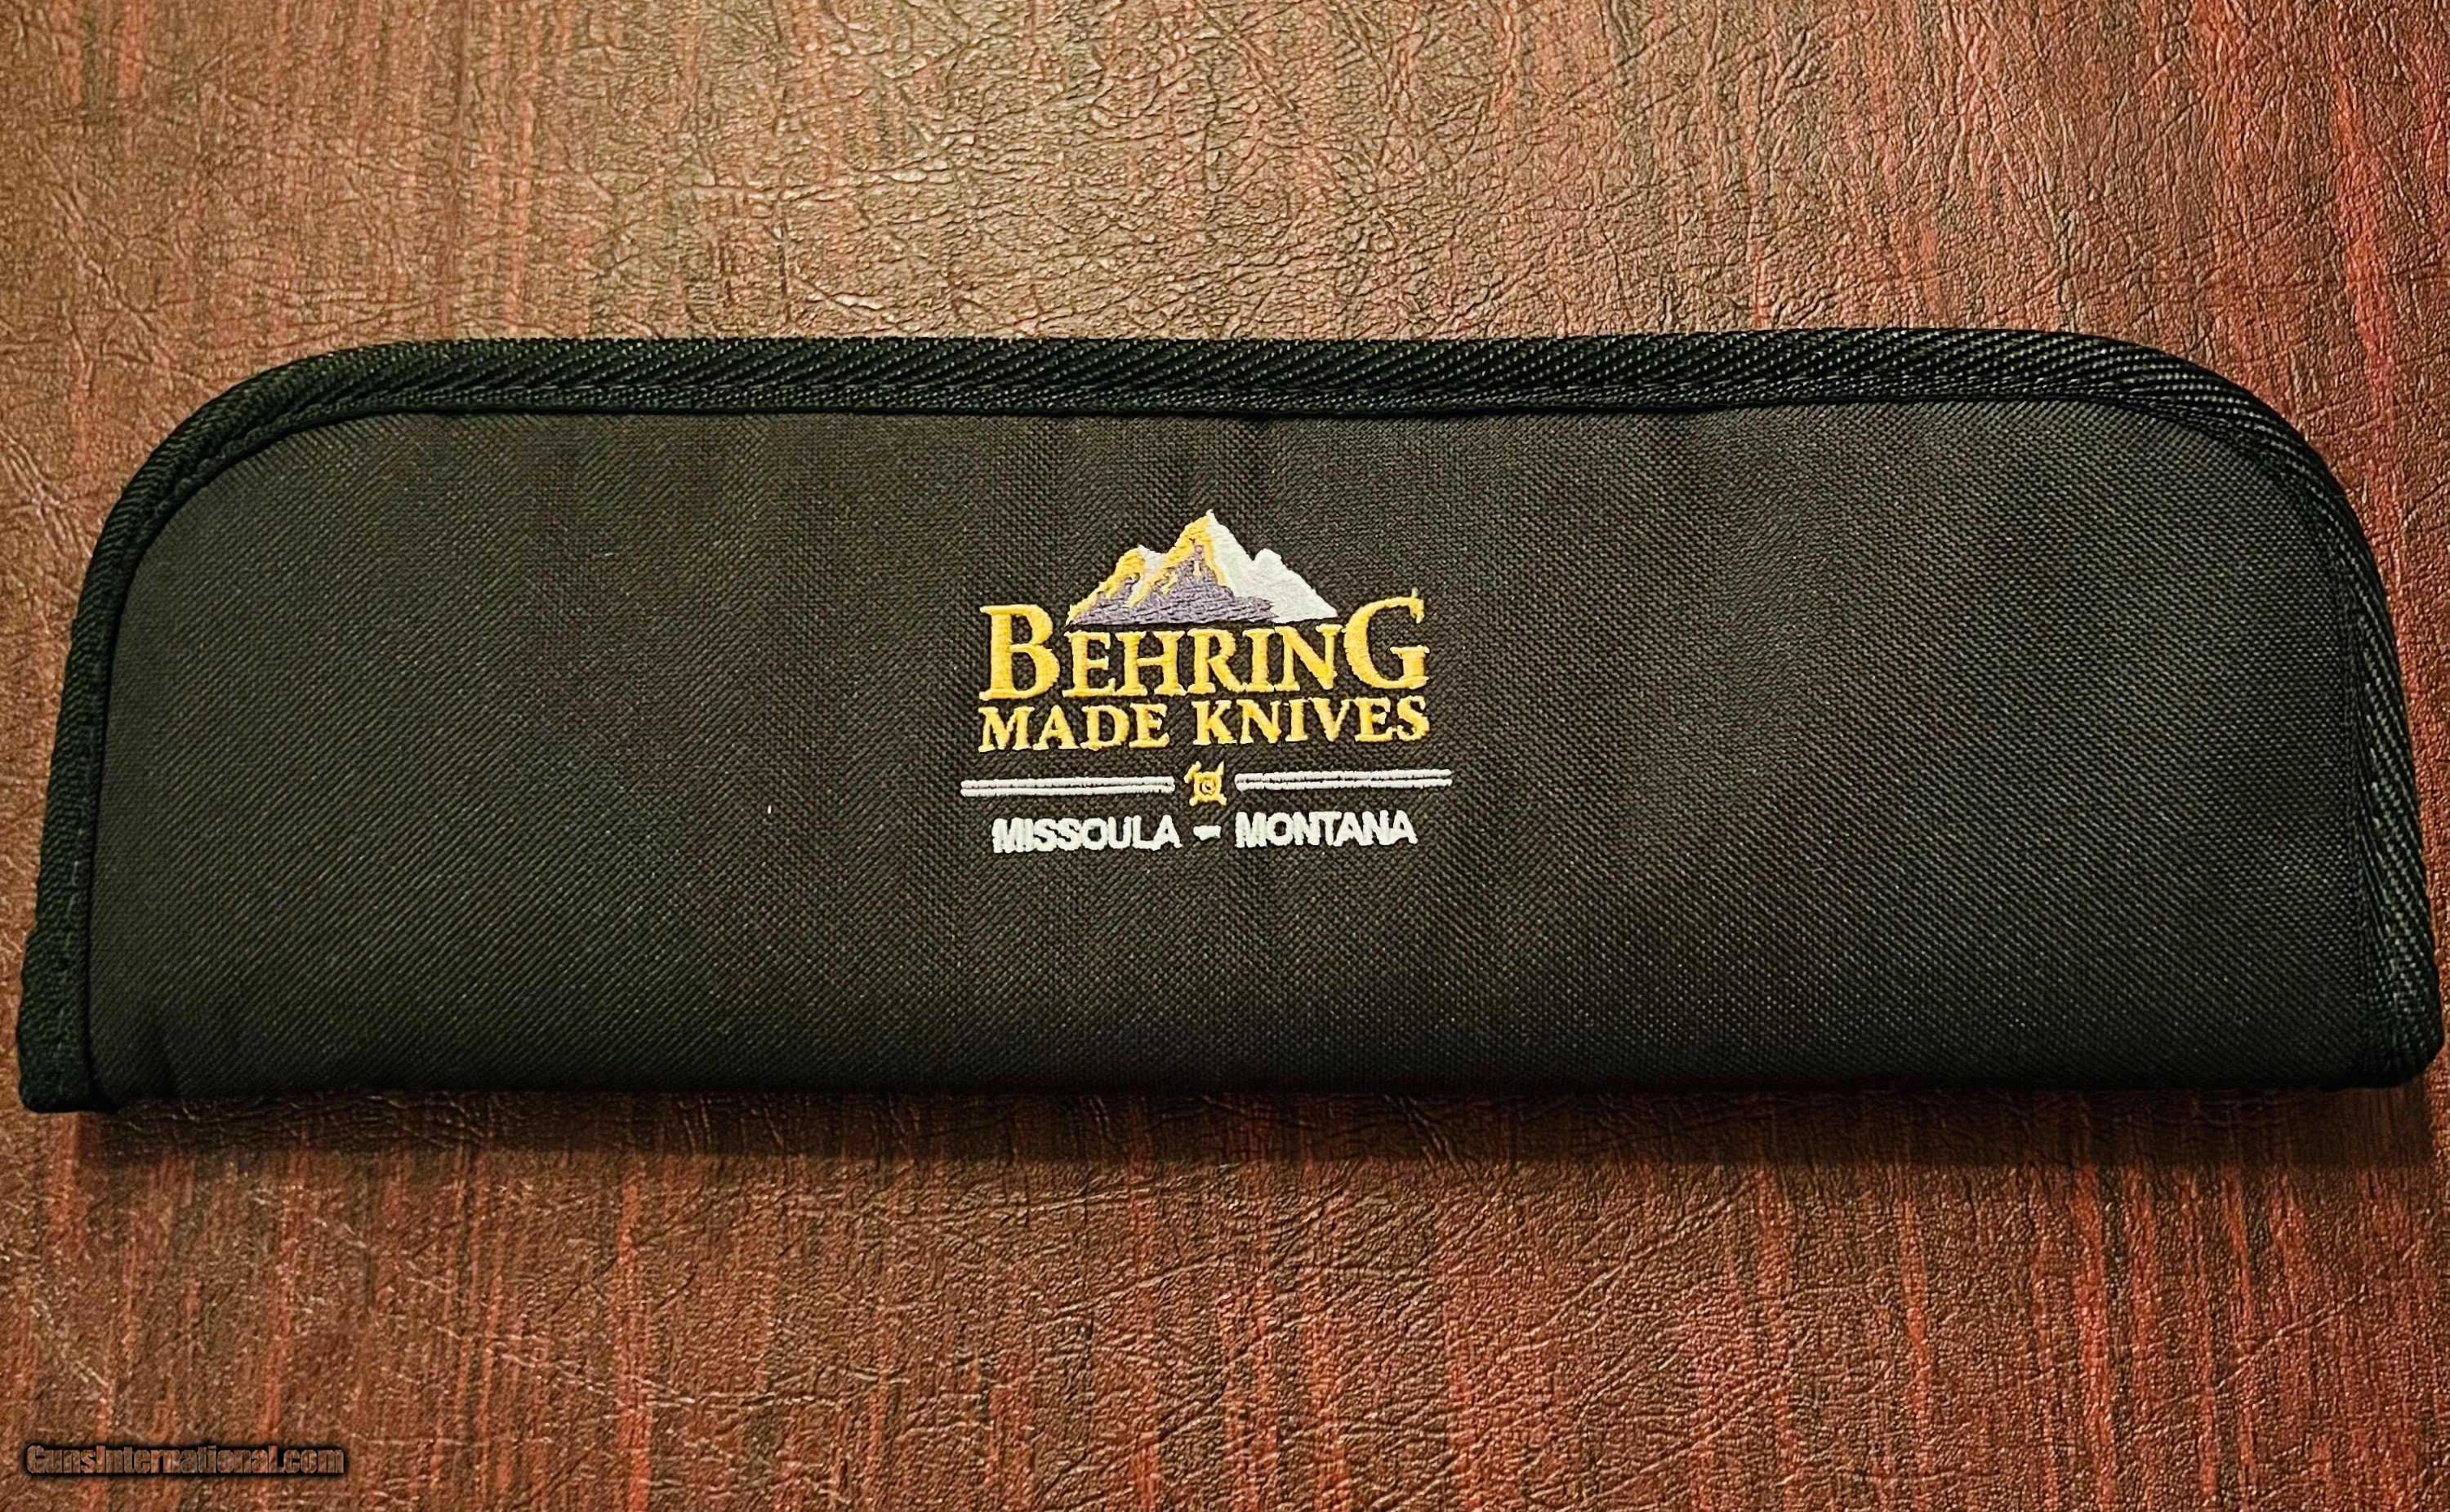 BEHRING
MADE KNIVES
MISSOULA - MONTANA
GunsInternational.com